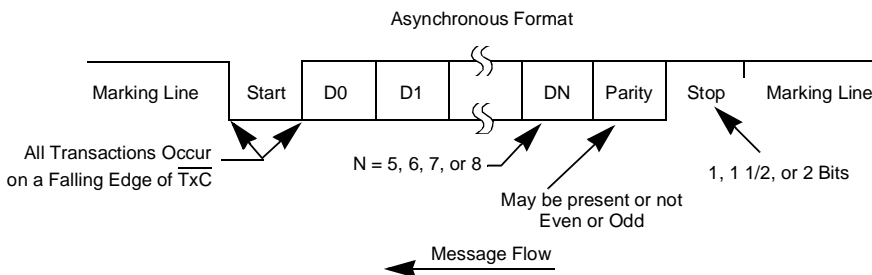 Asynchronous Format
Marking Line Start D0 D1 DN Parity Stop Marking Line
All Transactions Occur
on a Falling Edge of T̅x̅C̅
N = 5, 6, 7, or 8
1, 1 1/2, or 2 Bits
May be present or not
Even or Odd
Message Flow